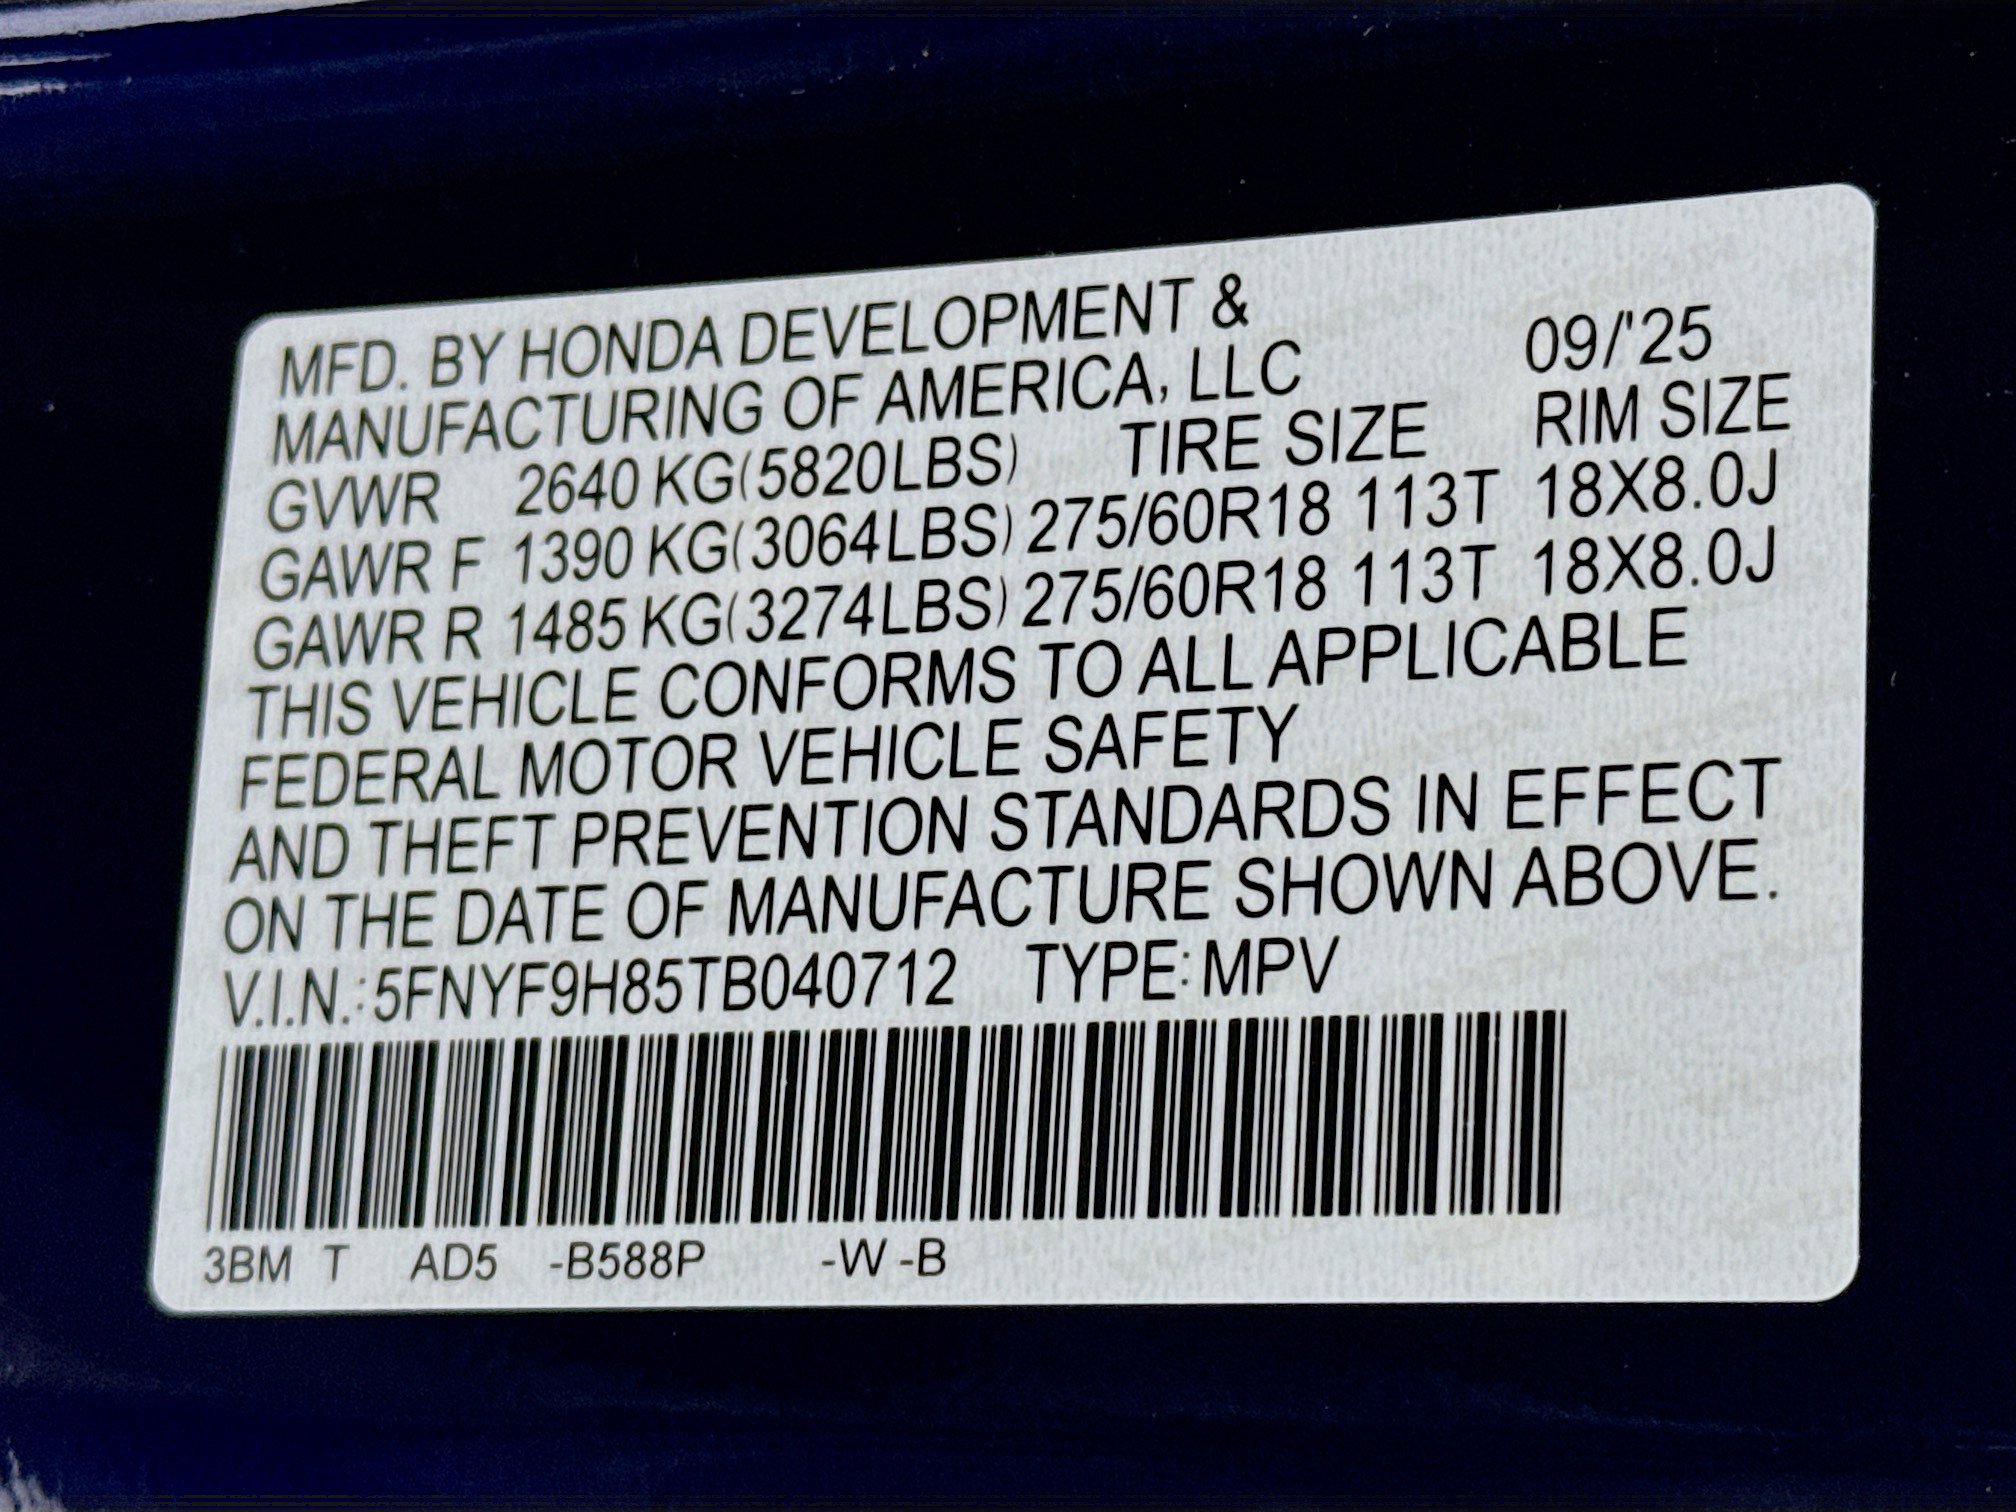 MFD. BY HONDA DEVELOPMENT &
MANUFACTURING OF AMERICA, LLC 09/'25
GVWR 2640 KG(5820LBS) TIRE SIZE RIM SIZE
GAWR F 1390 KG(3064LBS) 275/60R18 113T 18X8.0J
GAWR R 1485 KG(3274LBS) 275/60R18 113T 18X8.0J
THIS VEHICLE CONFORMS TO ALL APPLICABLE
FEDERAL MOTOR VEHICLE SAFETY
AND THEFT PREVENTION STANDARDS IN EFFECT
ON THE DATE OF MANUFACTURE SHOWN ABOVE.
V.I.N.:5FNYF9H85TB040712 TYPE:MPV
3BM T AD5 -B588P -W -B